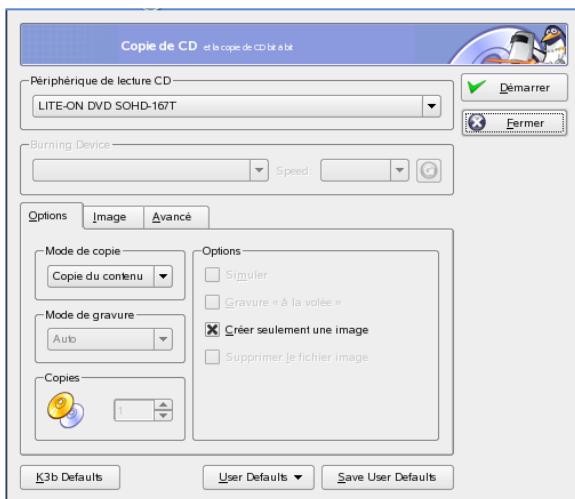 Copie de CD et la copie de CD bit à bit
Périphérique de lecture CD
LITE-ON DVD SOHD-167T
Démarrer
Fermer
Burning Device
Speed:
Options
Image
Avancé
Mode de copie
Copie du contenu
Mode de gravure
Auto
Copies
1
Options
Simuler
Gravure « à la volée »
Créer seulement une image
Supprimer le fichier image
K3b Defaults
User Defaults
Save User Defaults